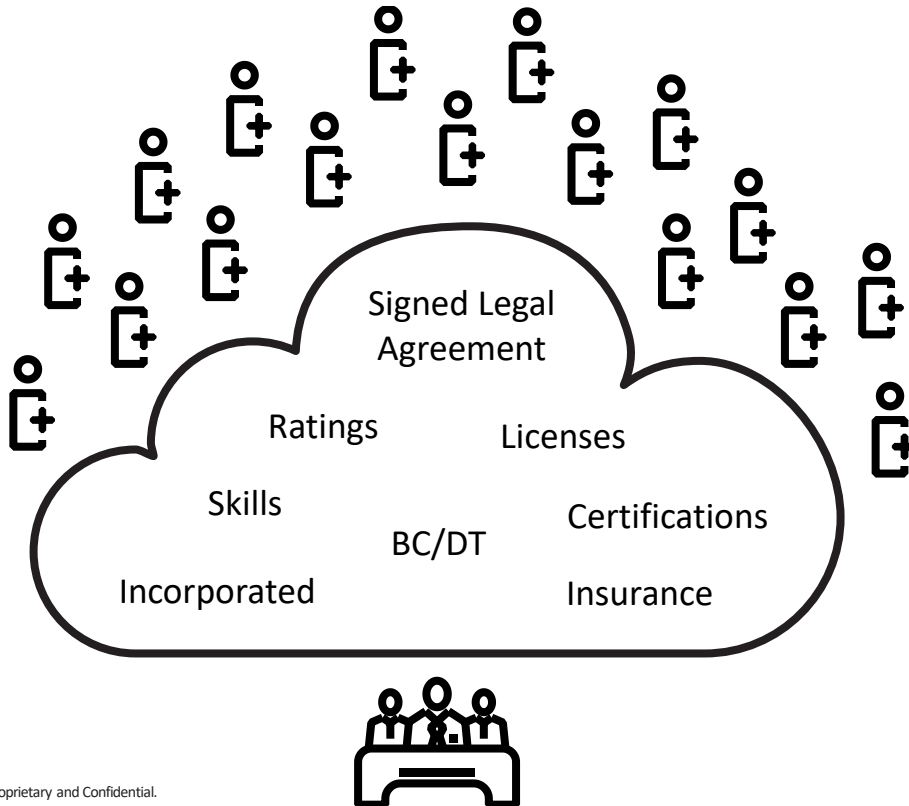 Signed Legal
Agreement
Ratings
Licenses
Skills
Certifications
BC/DT
Incorporated
Insurance
oprietary and Confidential.